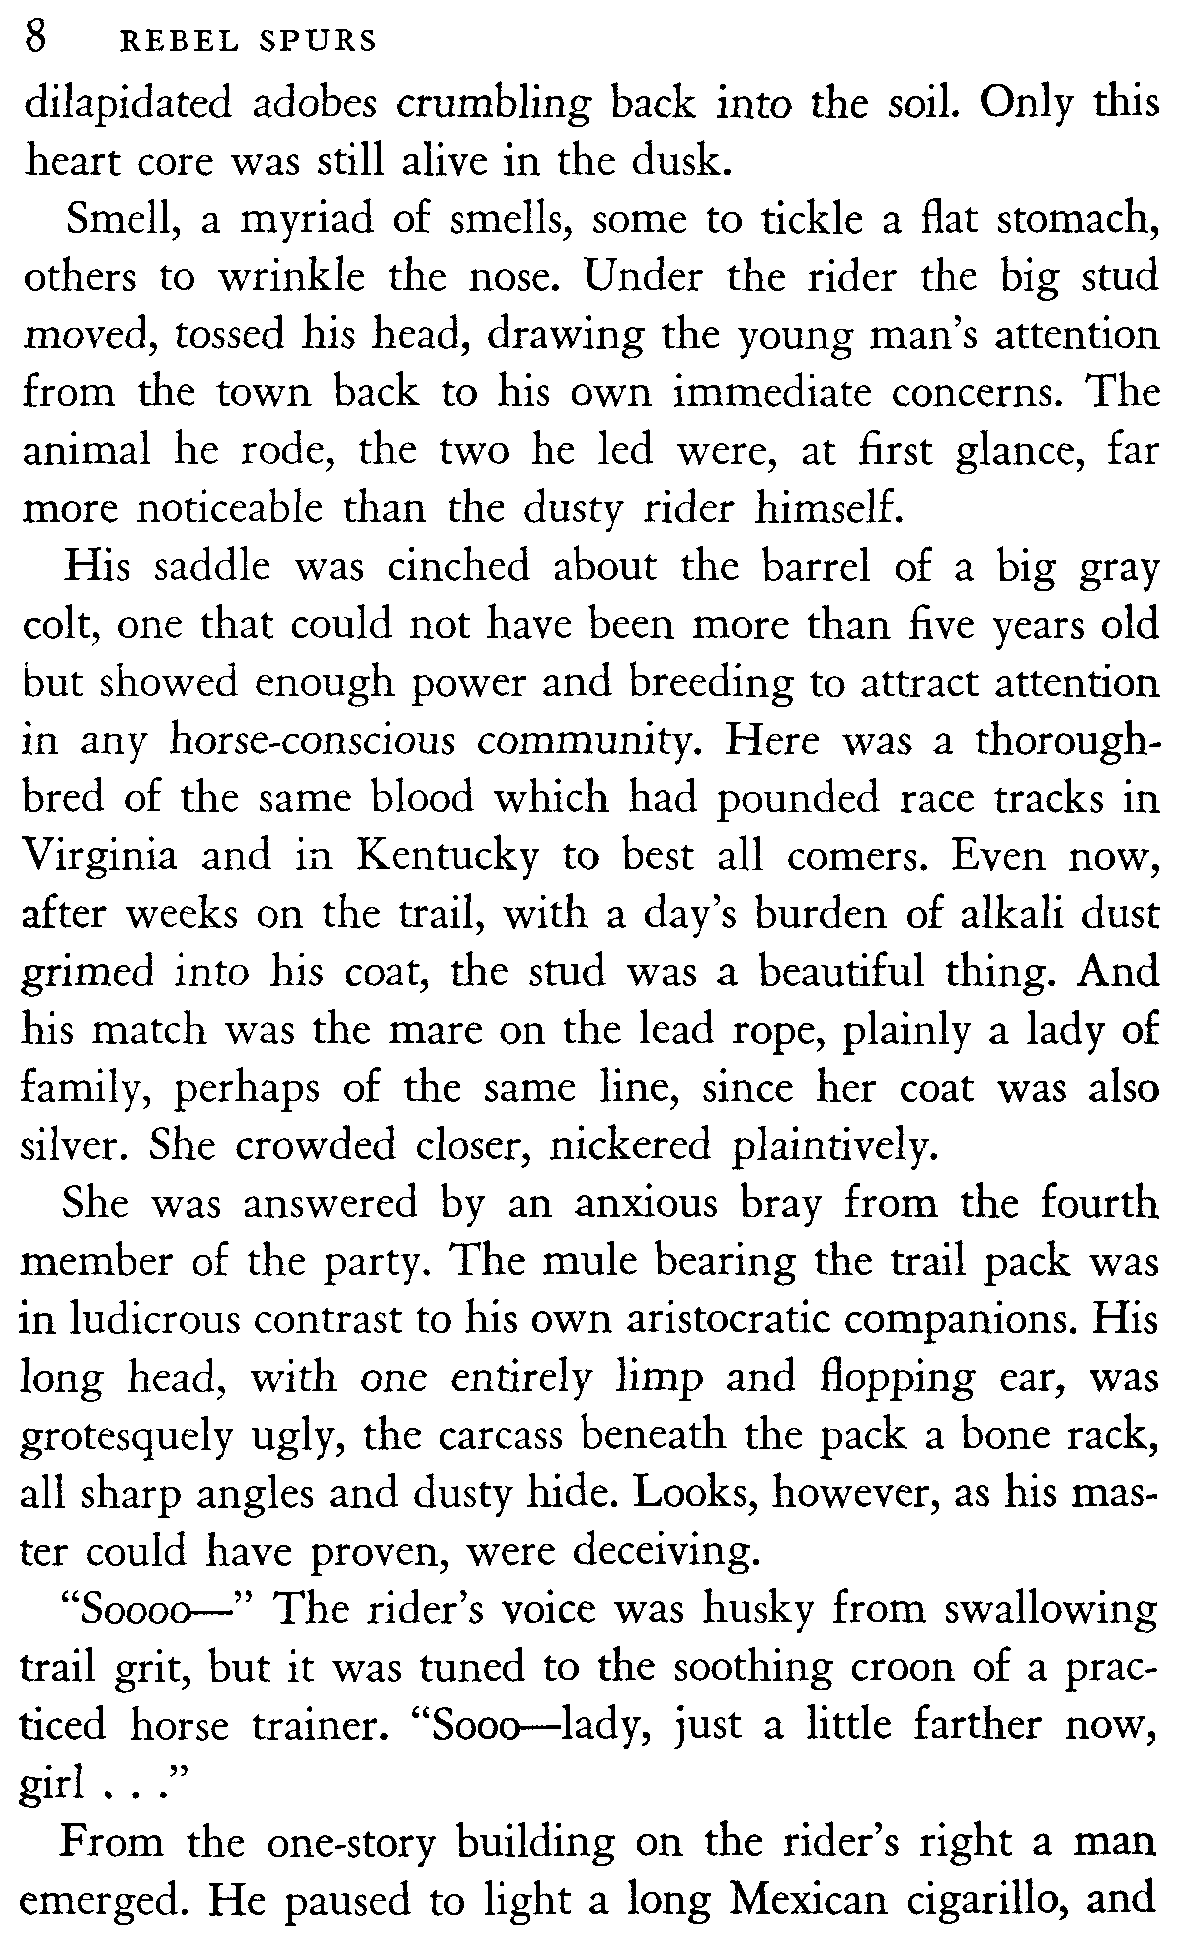 8 REBEL SPURS
dilapidated adobes crumbling back into the soil. Only this
heart core was still alive in the dusk.
Smell, a myriad of smells, some to tickle a flat stomach,
others to wrinkle the nose. Under the rider the big stud
moved, tossed his head, drawing the young man's attention
from the town back to his own immediate concerns. The
animal he rode, the two he led were, at first glance, far
more noticeable than the dusty rider himself.
His saddle was cinched about the barrel of a big gray
colt, one that could not have been more than five years old
but showed enough power and breeding to attract attention
in any horse-conscious community. Here was a thorough-
bred of the same blood which had pounded race tracks in
Virginia and in Kentucky to best all comers. Even now,
after weeks on the trail, with a day's burden of alkali dust
grimed into his coat, the stud was a beautiful thing. And
his match was the mare on the lead rope, plainly a lady of
family, perhaps of the same line, since her coat was also
silver. She crowded closer, nickered plaintively.
She was answered by an anxious bray from the fourth
member of the party. The mule bearing the trail pack was
in ludicrous contrast to his own aristocratic companions. His
long head, with one entirely limp and flopping ear, was
grotesquely ugly, the carcass beneath the pack a bone rack,
all sharp angles and dusty hide. Looks, however, as his mas-
ter could have proven, were deceiving.
“Soooo—” The rider's voice was husky from swallowing
trail grit, but it was tuned to the soothing croon of a prac-
ticed horse trainer. “Sooo—lady, just a little farther now,
girl . . .”
From the one-story building on the rider's right a man
emerged. He paused to light a long Mexican cigarillo, and